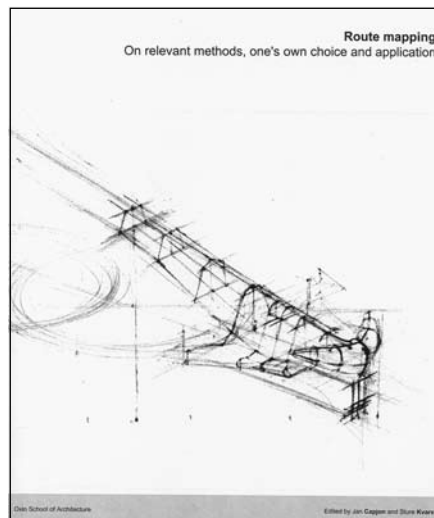 Route mapping
On relevant methods, one's own choice and application
Oslo School of Architecture
Edited by Jan Capjon and Sture Kvarv